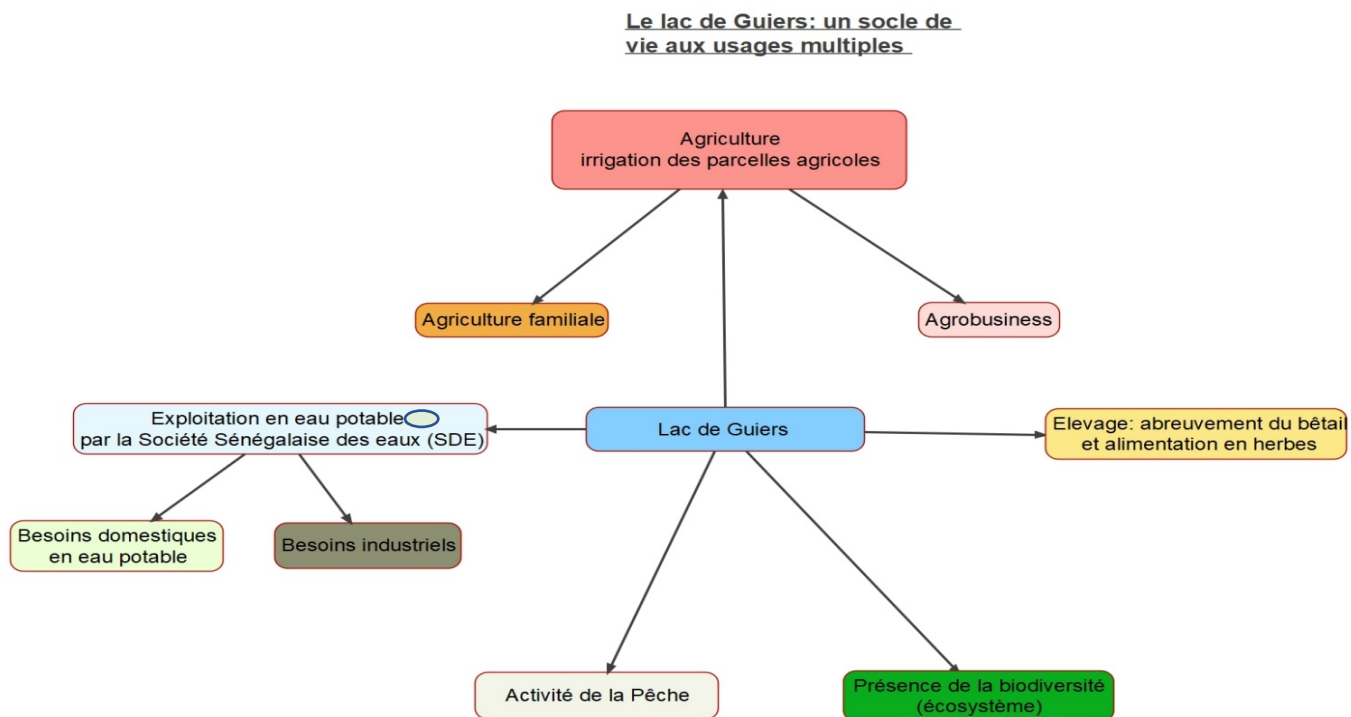 Le lac de Guiers: un socle de
vie aux usages multiples
Agriculture
irrigation des parcelles agricoles
Agriculture familiale
Agrobusiness
Exploitation en eau potable
par la Société Sénégalaise des eaux (SDE)
Lac de Guiers
Elevage: abreuvement du bêtail
et alimentation en herbes
Besoins domestiques
en eau potable
Besoins industriels
Activité de la Pêche
Présence de la biodiversité
(écosystème)